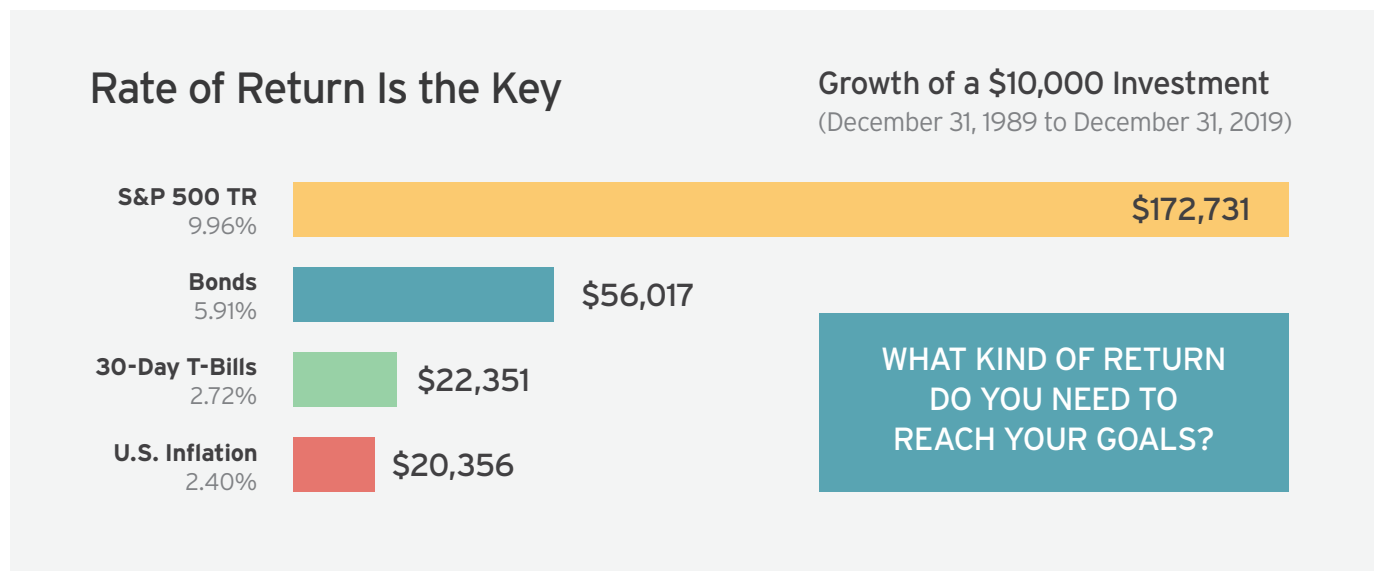 Rate of Return Is the Key
Growth of a $10,000 Investment
(December 31, 1989 to December 31, 2019)
S&P 500 TR
9.96%
$172,731
Bonds
5.91%
$56,017
30-Day T-Bills
2.72%
$22,351
U.S. Inflation
2.40%
$20,356
WHAT KIND OF RETURN
DO YOU NEED TO
REACH YOUR GOALS?